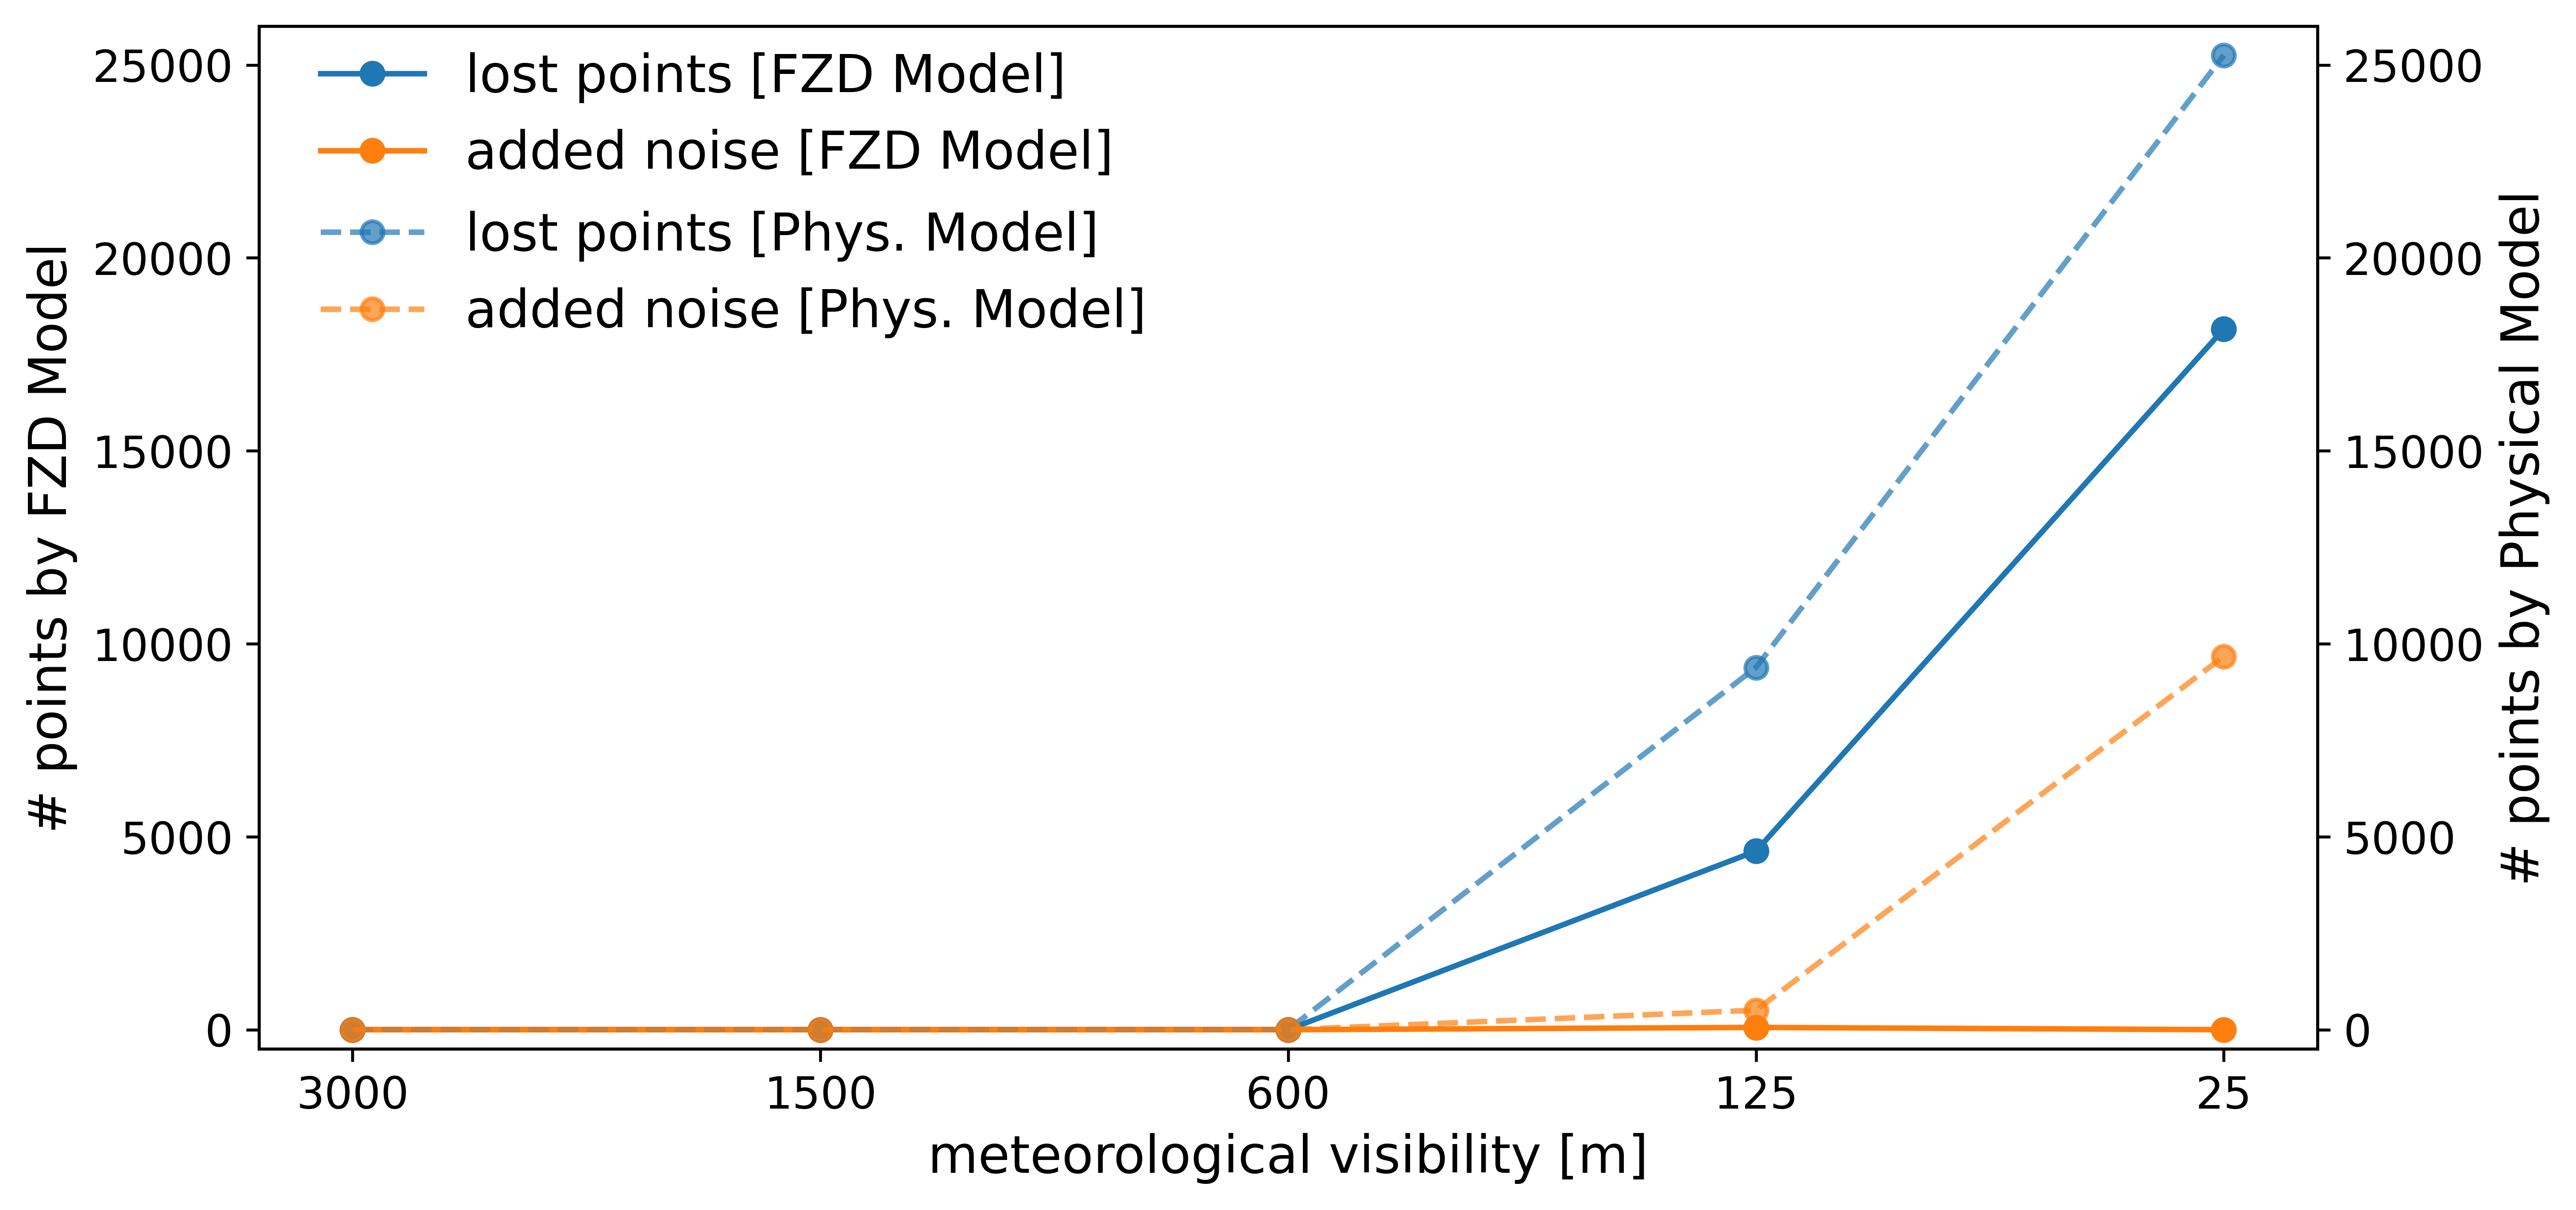 lost points [FZD Model]
added noise [FZD Model]
lost points [Phys. Model]
added noise [Phys. Model]
# points by FZD Model
25000
20000
15000
10000
5000
0
25000
20000
15000
10000
5000
0
# points by Physical Model
3000 1500 600 125 25
meteorological visibility [m]